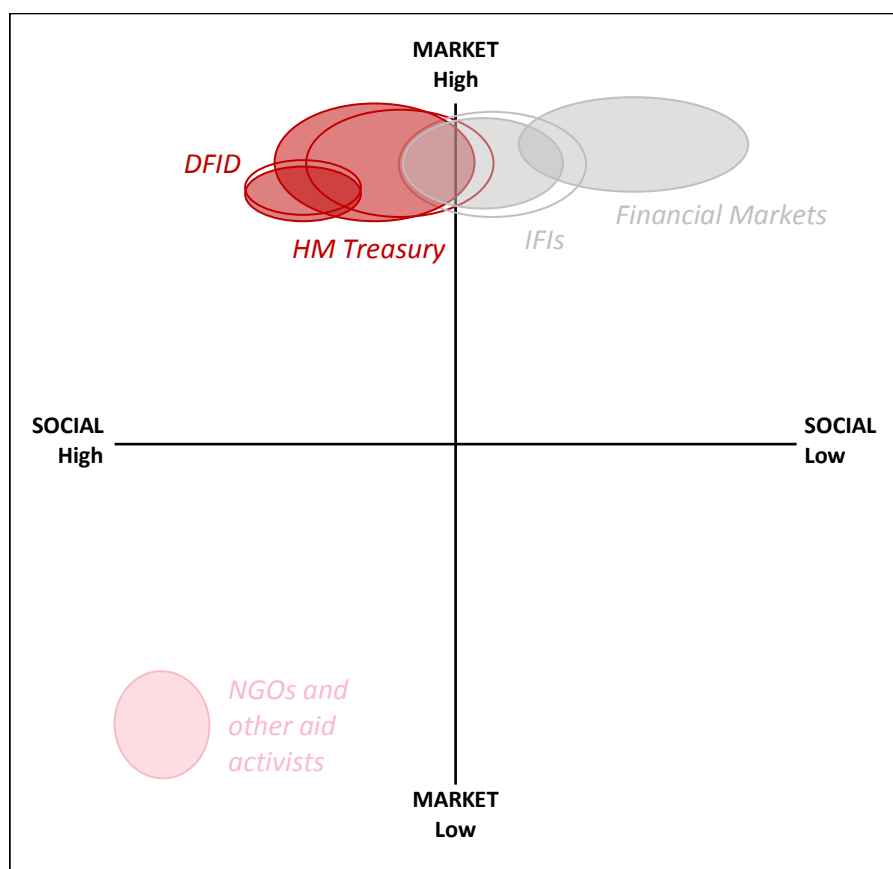 MARKET
High
DFID
HM Treasury
IFIs
Financial Markets
SOCIAL
High
SOCIAL
Low
NGOs and
other aid
activists
MARKET
Low